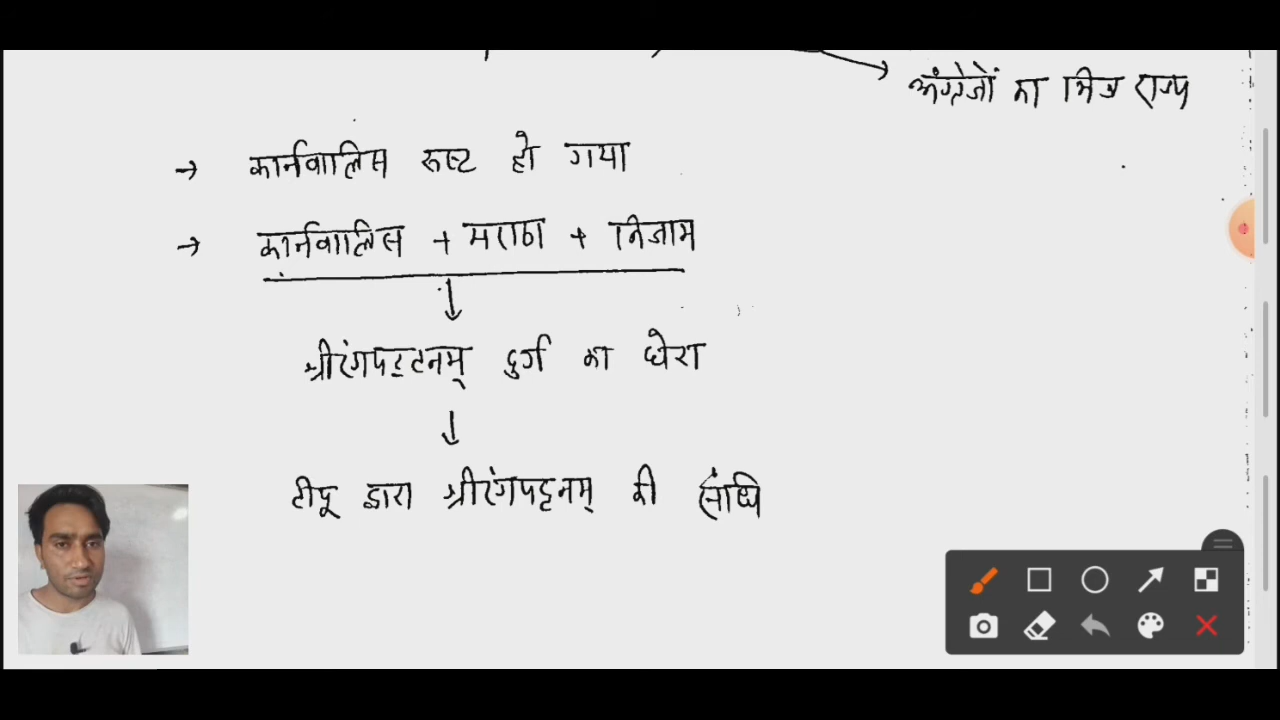 अंग्रेजों का मित्र राज्य
→ कार्नवालिस रुष्ट हो गया
→ कार्नवालिस + मराठा + निजाम
↓
श्रीरंगपट्टनम् दुर्ग का घेरा
↓
टीपू द्वारा श्रीरंगपट्टनम् की संधि